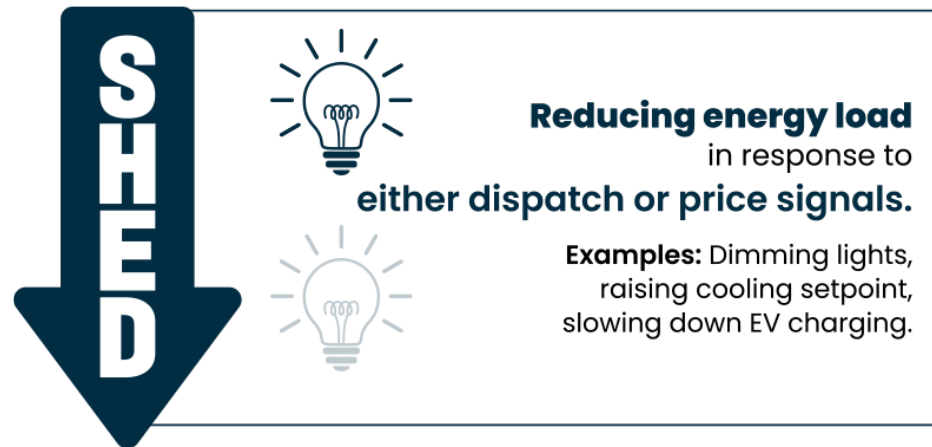 SHED
Reducing energy load
in response to
either dispatch or price signals.
Examples: Dimming lights,
raising cooling setpoint,
slowing down EV charging.